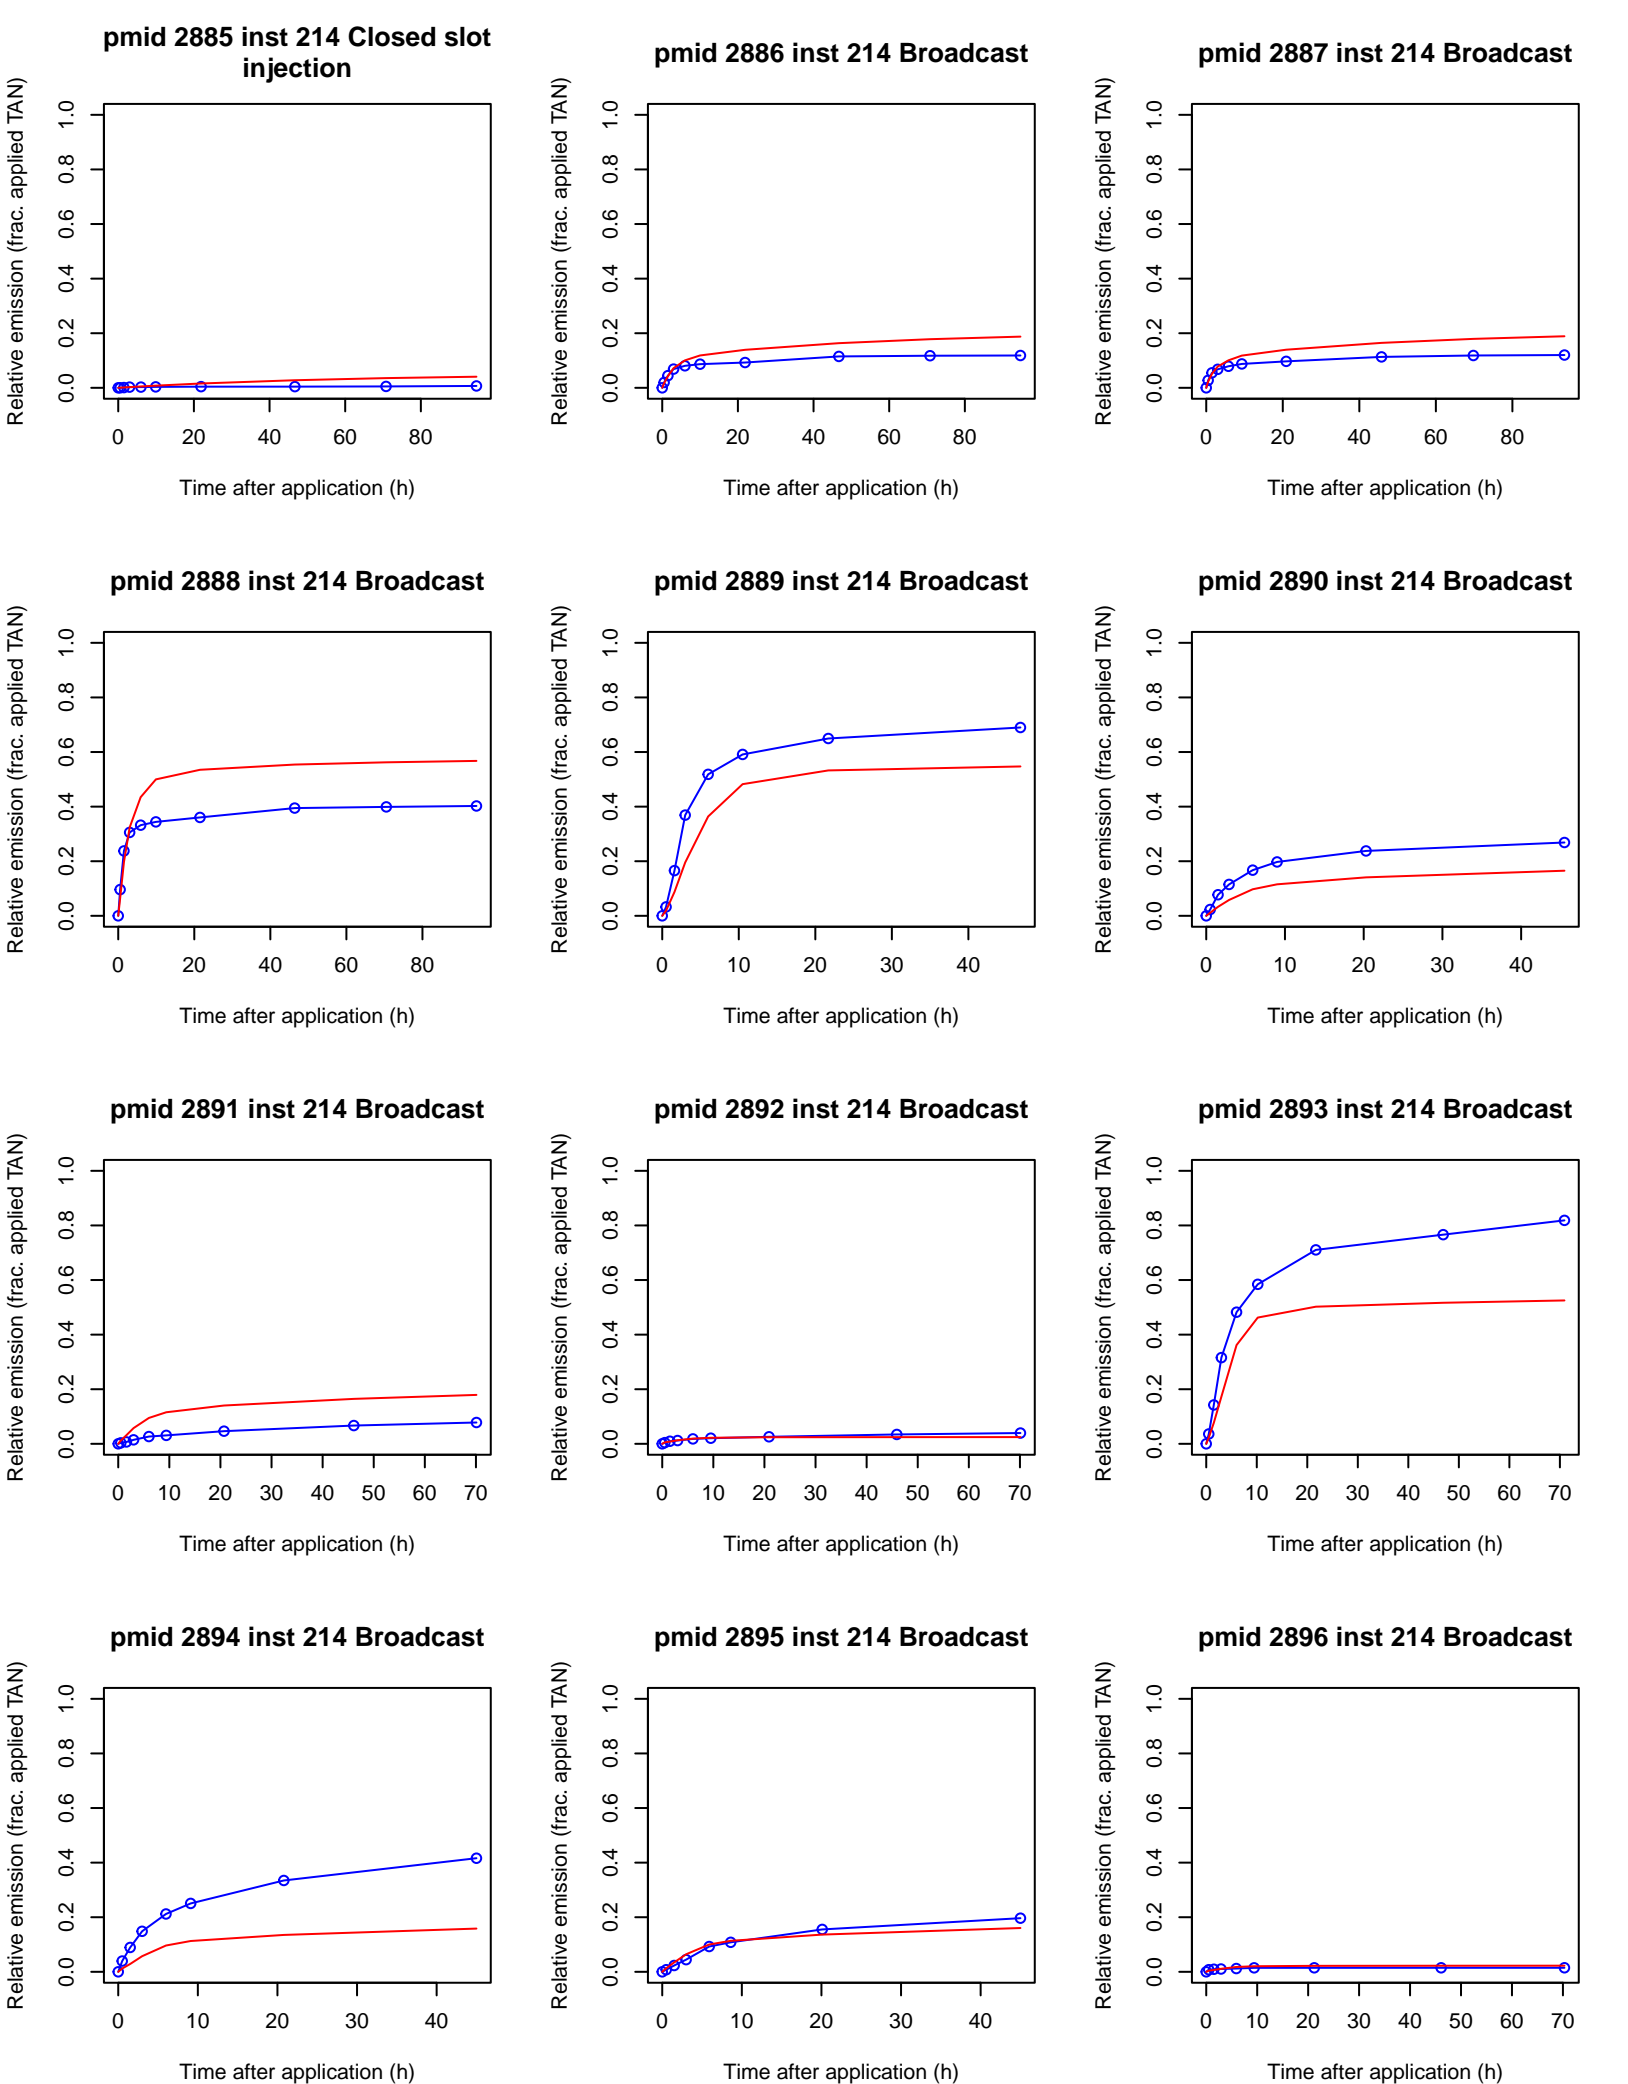 pmid 2885 inst 214 Closed slot
injection
Relative emission (frac. applied TAN)
1.0
0.8
0.6
0.4
0.2
0.0
0 20 40 60 80
Time after application (h)
pmid 2886 inst 214 Broadcast
Relative emission (frac. applied TAN)
1.0
0.8
0.6
0.4
0.2
0.0
0 20 40 60 80
Time after application (h)
pmid 2887 inst 214 Broadcast
Relative emission (frac. applied TAN)
1.0
0.8
0.6
0.4
0.2
0.0
0 20 40 60 80
Time after application (h)
pmid 2888 inst 214 Broadcast
Relative emission (frac. applied TAN)
1.0
0.8
0.6
0.4
0.2
0.0
0 20 40 60 80
Time after application (h)
pmid 2889 inst 214 Broadcast
Relative emission (frac. applied TAN)
1.0
0.8
0.6
0.4
0.2
0.0
0 10 20 30 40
Time after application (h)
pmid 2890 inst 214 Broadcast
Relative emission (frac. applied TAN)
1.0
0.8
0.6
0.4
0.2
0.0
0 10 20 30 40
Time after application (h)
pmid 2891 inst 214 Broadcast
Relative emission (frac. applied TAN)
1.0
0.8
0.6
0.4
0.2
0.0
0 10 20 30 40 50 60 70
Time after application (h)
pmid 2892 inst 214 Broadcast
Relative emission (frac. applied TAN)
1.0
0.8
0.6
0.4
0.2
0.0
0 10 20 30 40 50 60 70
Time after application (h)
pmid 2893 inst 214 Broadcast
Relative emission (frac. applied TAN)
1.0
0.8
0.6
0.4
0.2
0.0
0 10 20 30 40 50 60 70
Time after application (h)
pmid 2894 inst 214 Broadcast
Relative emission (frac. applied TAN)
1.0
0.8
0.6
0.4
0.2
0.0
0 10 20 30 40
Time after application (h)
pmid 2895 inst 214 Broadcast
Relative emission (frac. applied TAN)
1.0
0.8
0.6
0.4
0.2
0.0
0 10 20 30 40
Time after application (h)
pmid 2896 inst 214 Broadcast
Relative emission (frac. applied TAN)
1.0
0.8
0.6
0.4
0.2
0.0
0 10 20 30 40 50 60 70
Time after application (h)